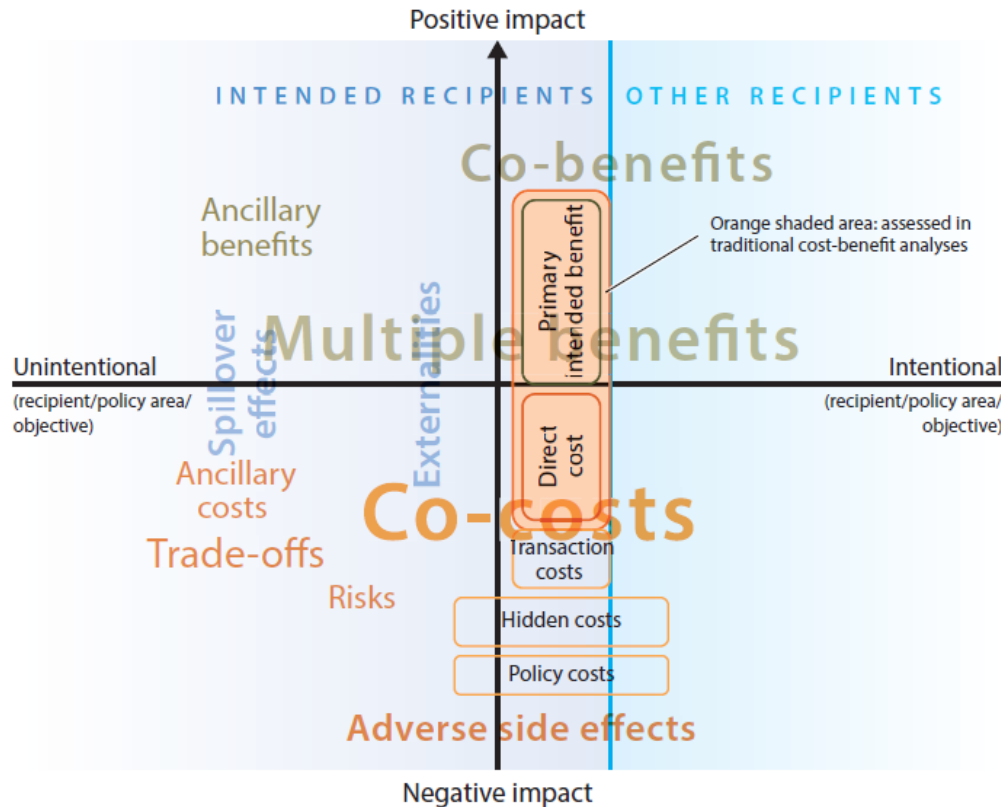 Positive impact
INTENDED RECIPIENTS
OTHER RECIPIENTS
Co-benefits
Ancillary
benefits
Primary
intended benefit
Orange shaded area: assessed in
traditional cost-benefit analyses
Multiple benefits
Spillover
effects
Externalities
Unintentional
(recipient/policy area/
objective)
Intentional
(recipient/policy area/
objective)
Direct
cost
Ancillary
costs
Co-costs
Trade-offs
Transaction
costs
Risks
Hidden costs
Policy costs
Adverse side effects
Negative impact